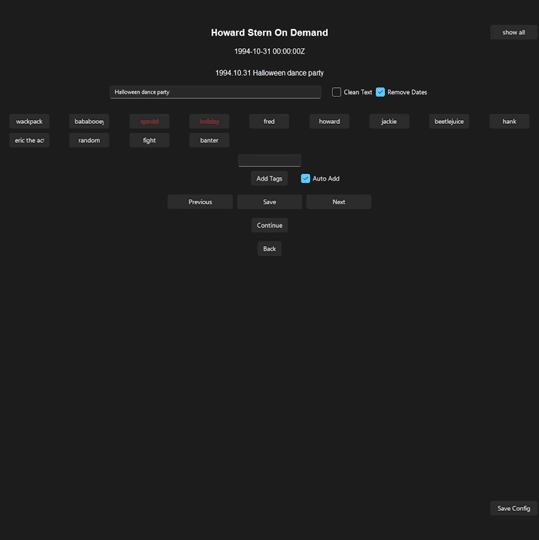 Howard Stern On Demand
show all
1994-10-31 00:00:00Z
1994.10.31 Halloween dance party
Halloween dance party
Clean Text
Remove Dates
wackpack
bababooey
special
holiday
fred
howard
jackie
beetlejuice
hank
eric the act
random
fight
banter
Add Tags
Auto Add
Previous
Save
Next
Continue
Back
Save Config